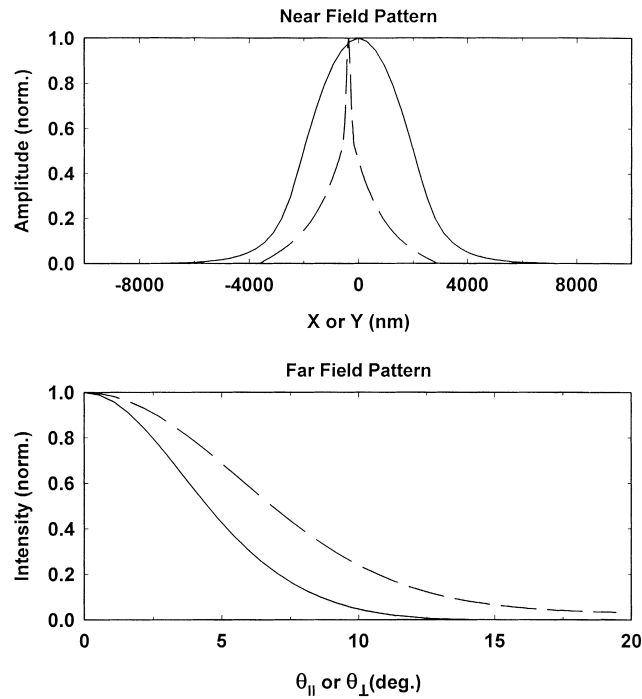 Near Field Pattern
1.0
0.8
0.6
0.4
0.2
0.0
Amplitude (norm.)
-8000 -4000 0 4000 8000
X or Y (nm)
Far Field Pattern
1.0
0.8
0.6
0.4
0.2
0.0
Intensity (norm.)
0 5 10 15 20
θ|| or θ⊥(deg.)